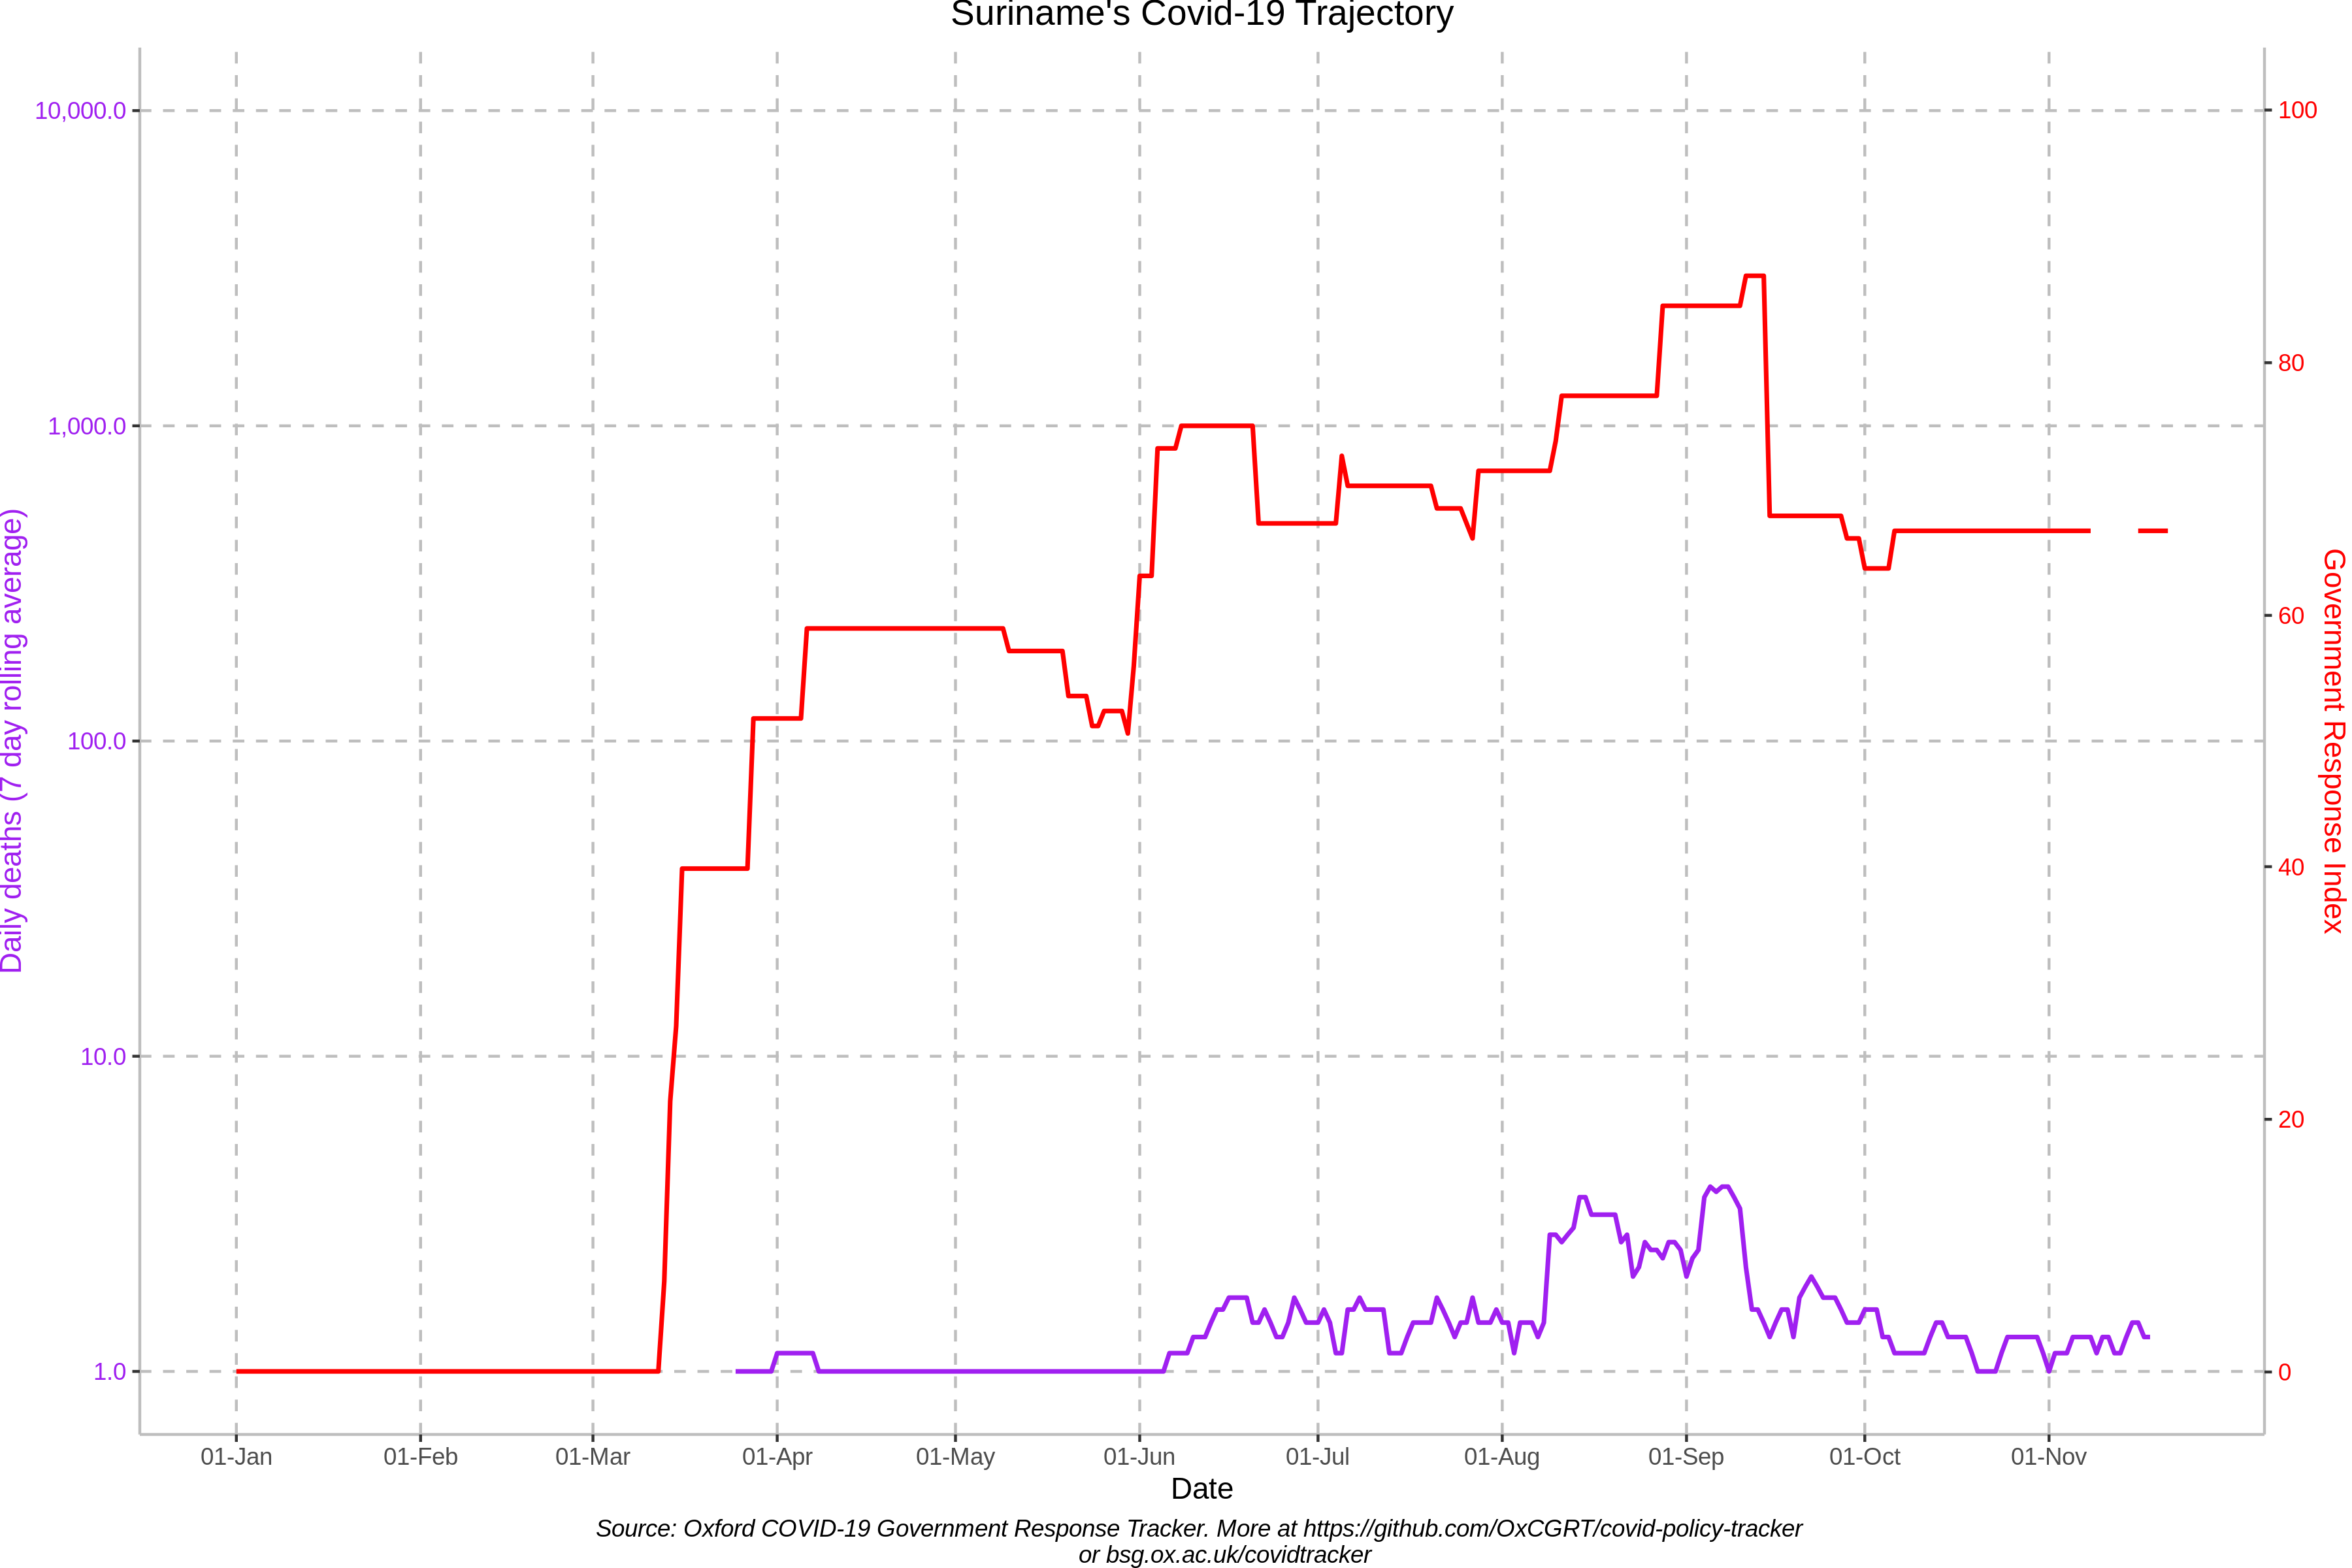 Suriname's Covid-19 Trajectory
10,000.0
1,000.0
100.0
10.0
1.0
Daily deaths (7 day rolling average)
100
80
60
40
20
0
Government Response Index
01-Jan
01-Feb
01-Mar
01-Apr
01-May
01-Jun
01-Jul
01-Aug
01-Sep
01-Oct
01-Nov
Date
Source: Oxford COVID-19 Government Response Tracker. More at https://github.com/OxCGRT/covid-policy-tracker
or bsg.ox.ac.uk/covidtracker